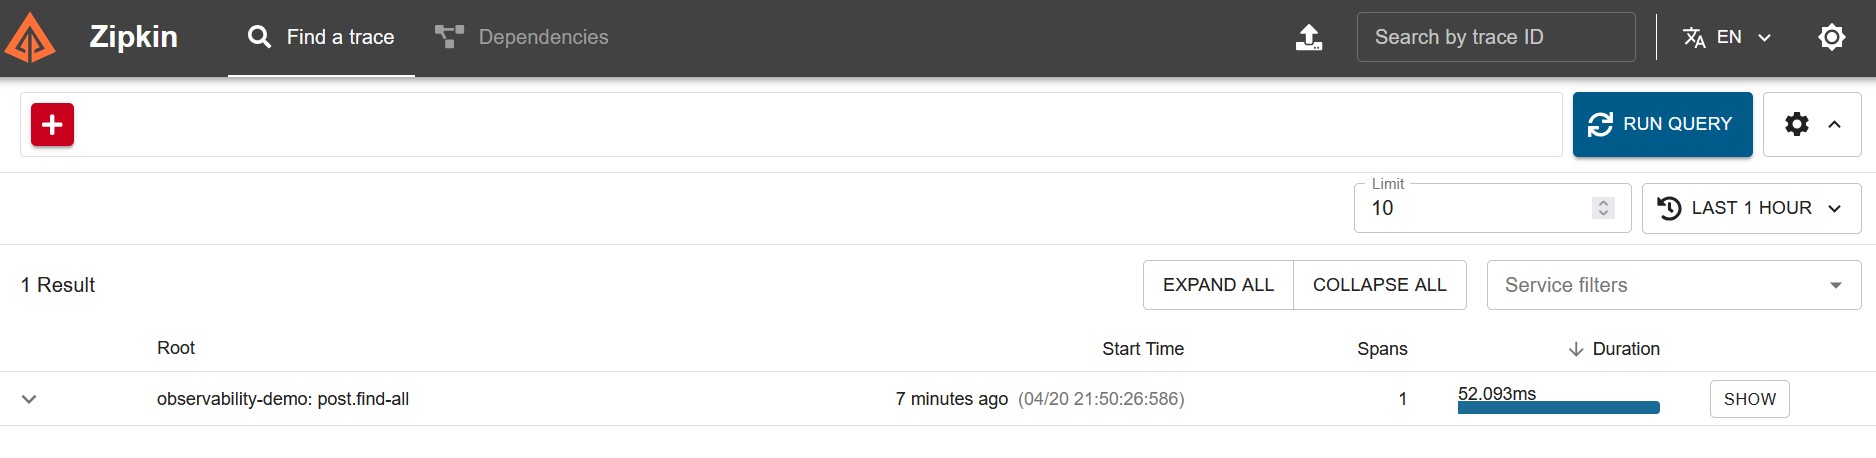 Zipkin Find a trace Dependencies Search by trace ID EN
RUN QUERY
Limit
10 LAST 1 HOUR
1 Result EXPAND ALL COLLAPSE ALL Service filters
Root Start Time Spans Duration
observability-demo: post.find-all 7 minutes ago (04/20 21:50:26:586) 1 52.093ms SHOW